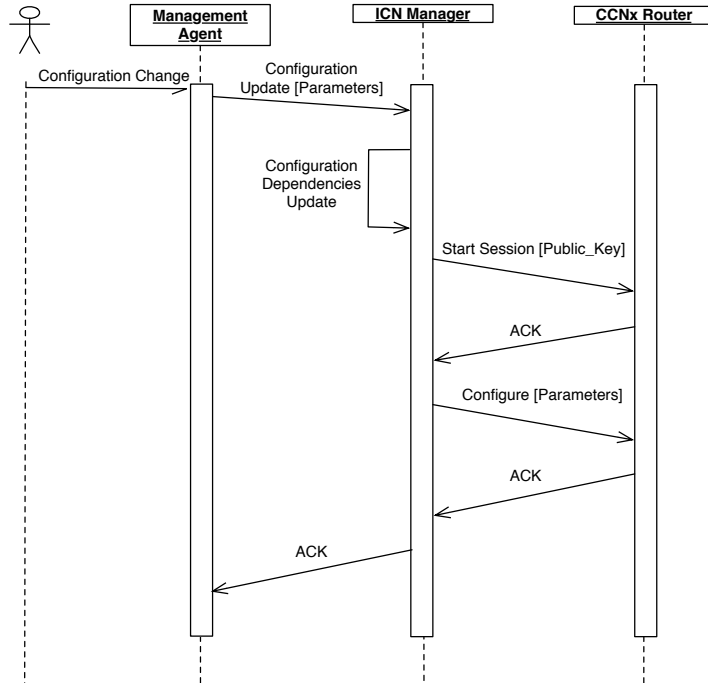 Management
Agent
ICN Manager
CCNx Router
Configuration Change
Configuration
Update [Parameters]
Configuration
Dependencies
Update
Start Session [Public_Key]
ACK
Configure [Parameters]
ACK
ACK